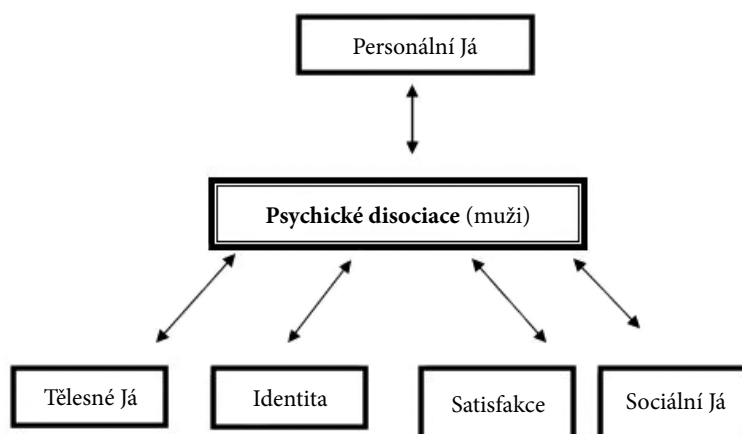 Personální Já
Psychické disociace (muži)
Tělesné Já
Identita
Satisfakce
Sociální Já